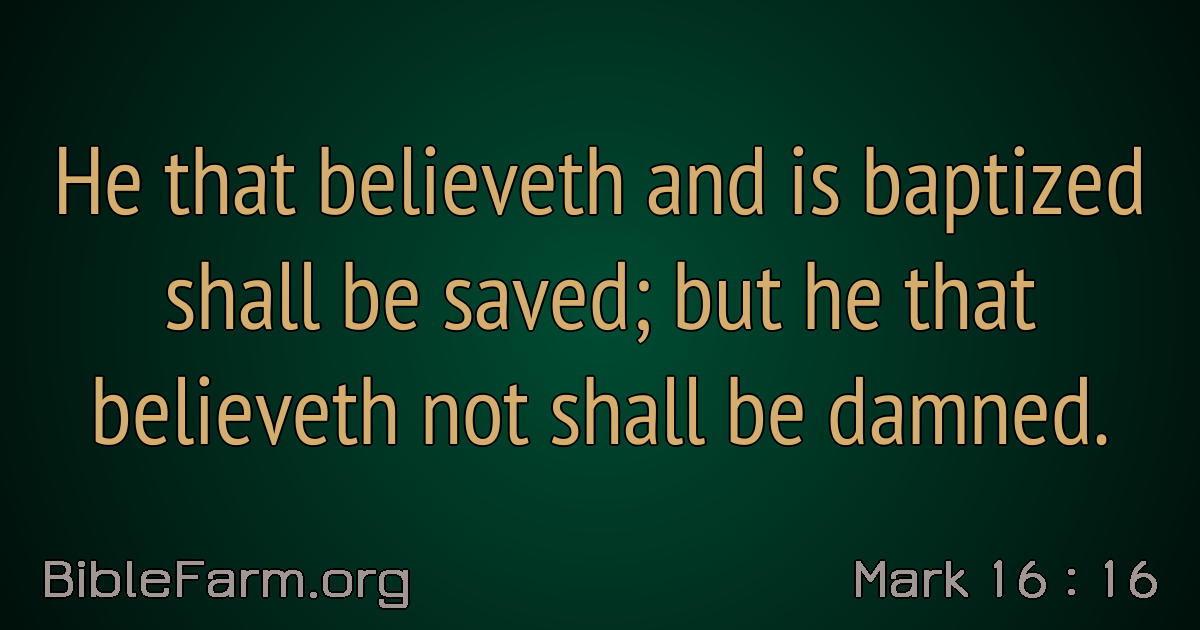 He that believeth and is baptized
shall be saved; but he that
believeth not shall be damned.
BibleFarm.org
Mark 16 : 16